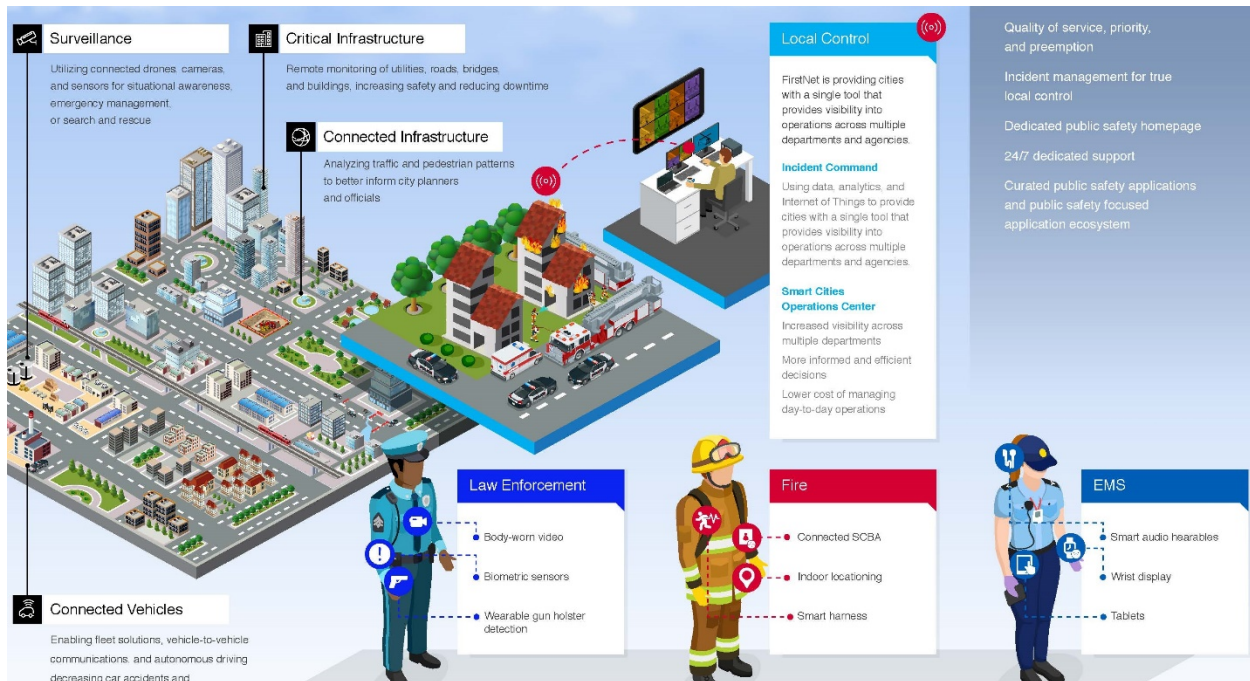 Surveillance
Utilizing connected drones, cameras,
and sensors for situational awareness,
emergency management,
or search and rescue
Critical Infrastructure
Remote monitoring of utilities, roads, bridges,
and buildings, increasing safety and reducing downtime
Connected Infrastructure
Analyzing traffic and pedestrian patterns
to better inform city planners
and officials
Local Control
FirstNet is providing cities
with a single tool that
provides visibility into
operations across multiple
departments and agencies.
Incident Command
Using data, analytics, and
Internet of Things to provide
cities with a single tool that
provides visibility into
operations across multiple
departments and agencies.
Smart Cities
Operations Center
Increased visibility across
multiple departments
More informed and efficient
decisions
Lower cost of managing
day-to-day operations
Quality of service, priority,
and preemption
Incident management for true
local control
Dedicated public safety homepage
24/7 dedicated support
Curated public safety applications
and public safety focused
application ecosystem
Law Enforcement
Body-worn video
Biometric sensors
Wearable gun holster
detection
Fire
Connected SCBA
Indoor locationing
Smart harness
EMS
Smart audio hearables
Wrist display
Tablets
Connected Vehicles
Enabling fleet solutions, vehicle-to-vehicle
communications, and autonomous driving
decreasing car accidents and